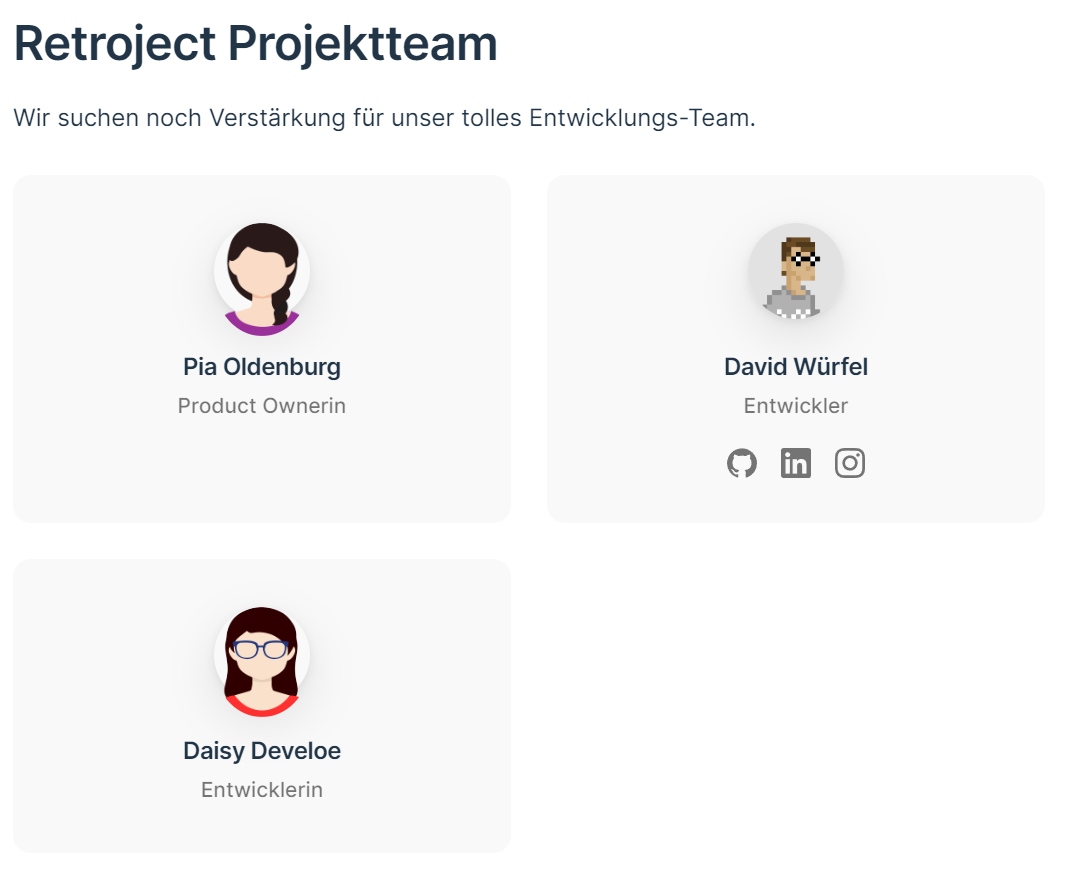 Retroject Projektteam
Wir suchen noch Verstärkung für unser tolles Entwicklungs-Team.
Pia Oldenburg
Product Ownerin
David Würfel
Entwickler
in
Daisy Develoe
Entwicklerin